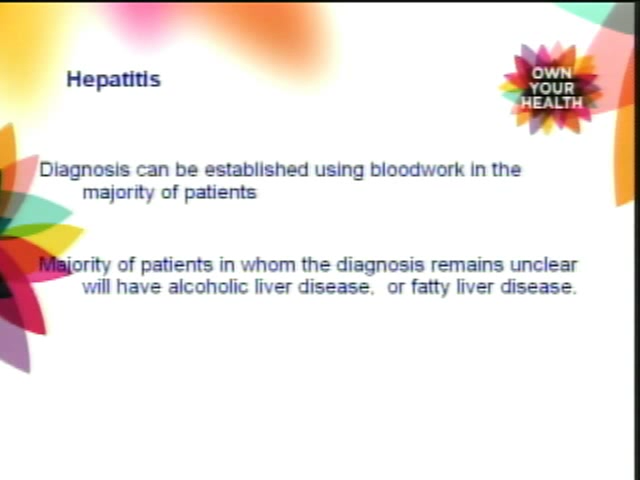 Hepatitis
OWN
YOUR
HEALTH
Diagnosis can be established using bloodwork in the
majority of patients
Majority of patients in whom the diagnosis remains unclear
will have alcoholic liver disease, or fatty liver disease.